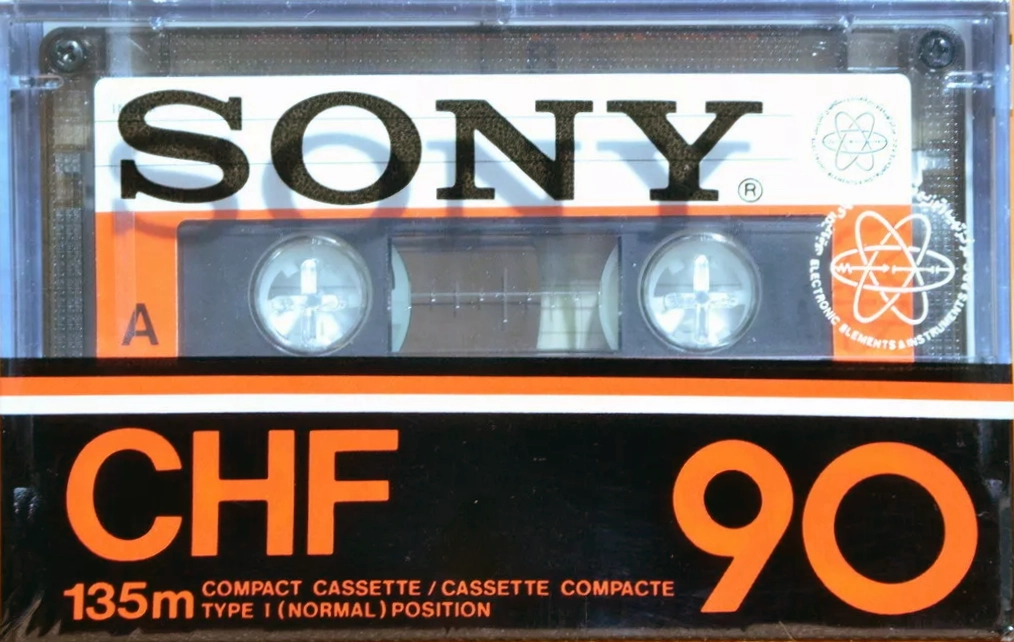 SONY®
ELECTRONIC ELEMENTS & INSTRUMENTS
A
CHF 90
135m COMPACT CASSETTE / CASSETTE COMPACTE
TYPE I (NORMAL) POSITION